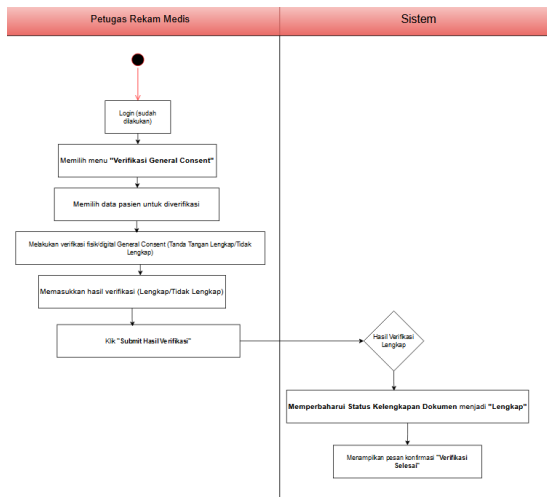 Petugas Rekam Medis
Sistem
Login (sudah
dilakukan)
Memilih menu "Verifikasi General Consent"
Memilih data pasien untuk diverifikasi
Melakukan verifikasi fisik/digital General Consent (Tanda Tangan Lengkap/Tidak
Lengkap)
Memasukkan hasil verifikasi (Lengkap/Tidak Lengkap)
Klik "Submit Hasil Verifikasi"
Hasil Verifikasi
Lengkap
Memperbaharui Status Kelengkapan Dokumen menjadi "Lengkap"
Menampilkan pesan konfirmasi "Verifikasi
Selesai"